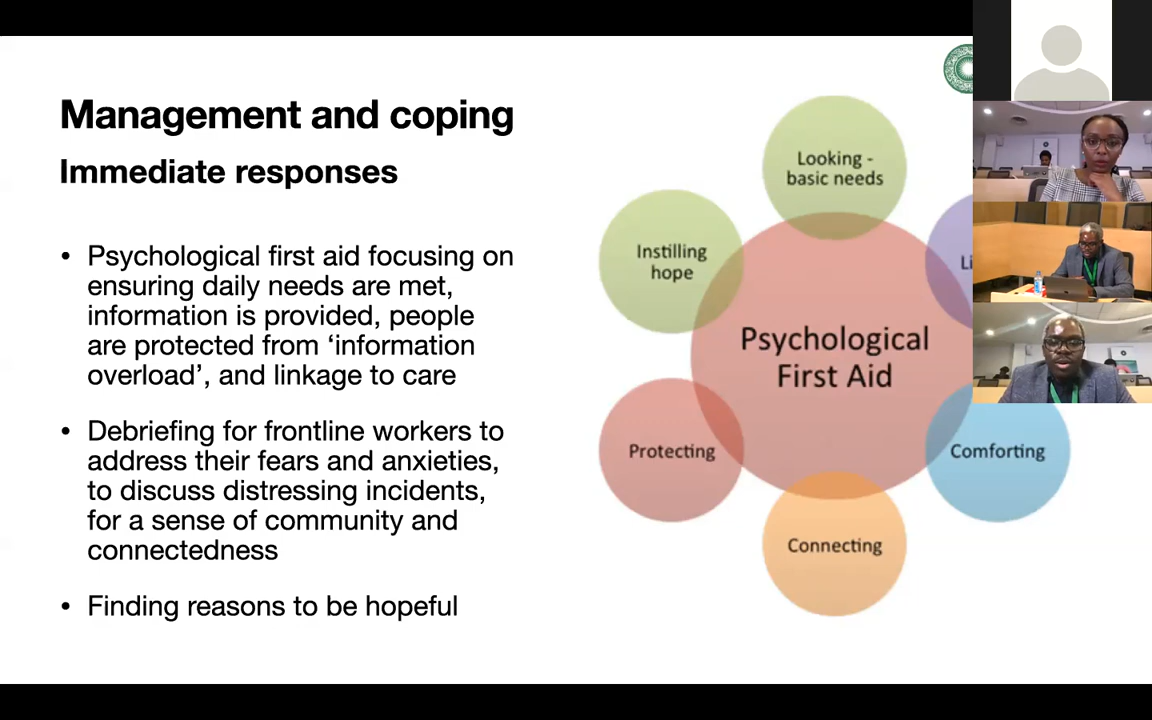 Management and coping
Immediate responses
• Psychological first aid focusing on
ensuring daily needs are met,
information is provided, people
are protected from ‘information
overload’, and linkage to care
• Debriefing for frontline workers to
address their fears and anxieties,
to discuss distressing incidents,
for a sense of community and
connectedness
• Finding reasons to be hopeful
Looking -
basic needs
Instilling
hope
Psychological
First Aid
Protecting
Comforting
Connecting